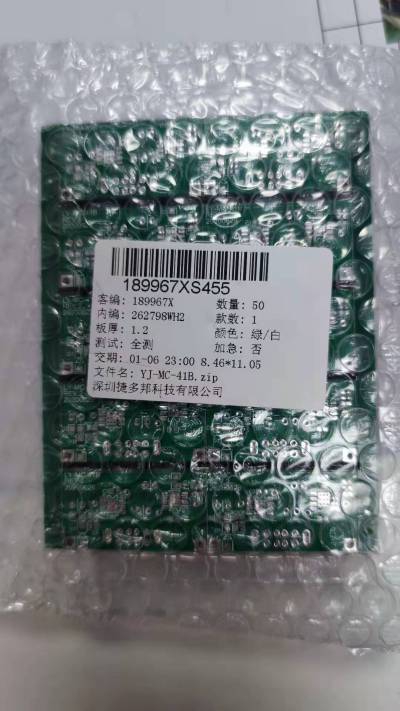 189967XS455
客编: 189967X 数量: 50
内编: 262798WH2 款数: 1
板厚: 1.2 颜色: 绿/白
测试: 全测 加急: 否
交期: 01-06 23:00 8.46*11.05
文件名: YJ-MC-41B.zip
深圳捷多邦科技有限公司